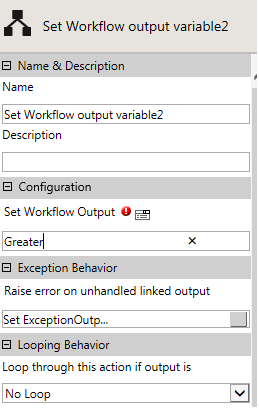 Set Workflow output variable2
Name & Description
Name
Set Workflow output variable2
Description
Configuration
Set Workflow Output
Greater
Exception Behavior
Raise error on unhandled linked output
Set ExceptionOutp...
Looping Behavior
Loop through this action if output is
No Loop